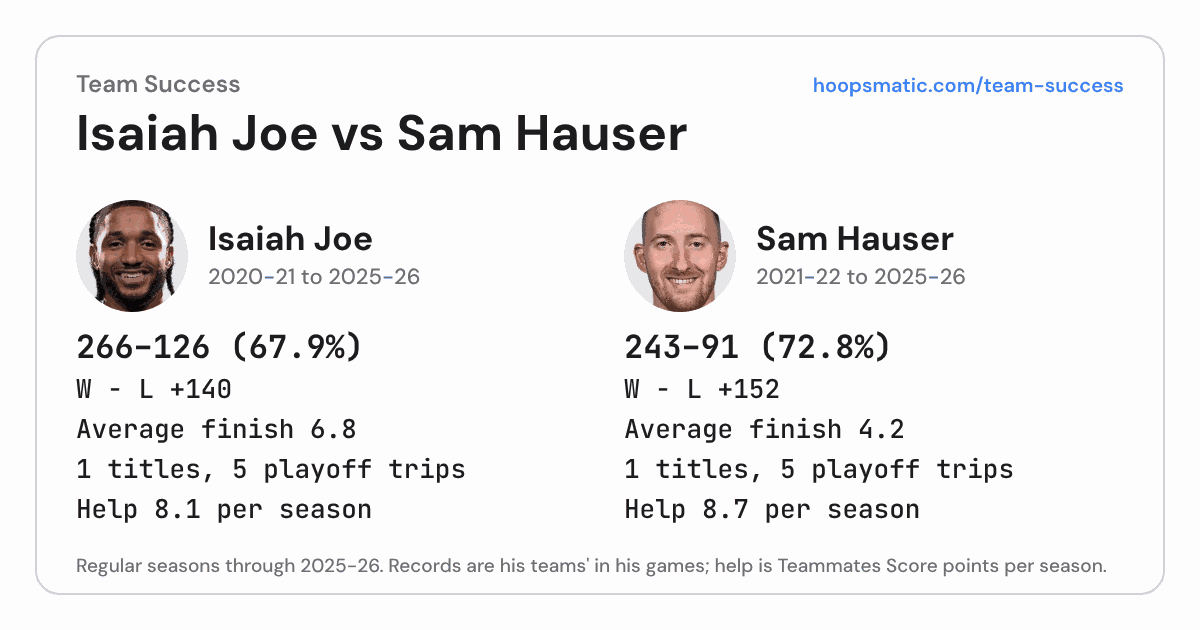 Team Success
hoopsmatic.com/team-success
Isaiah Joe vs Sam Hauser
Isaiah Joe
2020-21 to 2025-26
266-126 (67.9%)
W - L +140
Average finish 6.8
1 titles, 5 playoff trips
Help 8.1 per season
Sam Hauser
2021-22 to 2025-26
243-91 (72.8%)
W - L +152
Average finish 4.2
1 titles, 5 playoff trips
Help 8.7 per season
Regular seasons through 2025-26. Records are his teams' in his games; help is Teammates Score points per season.